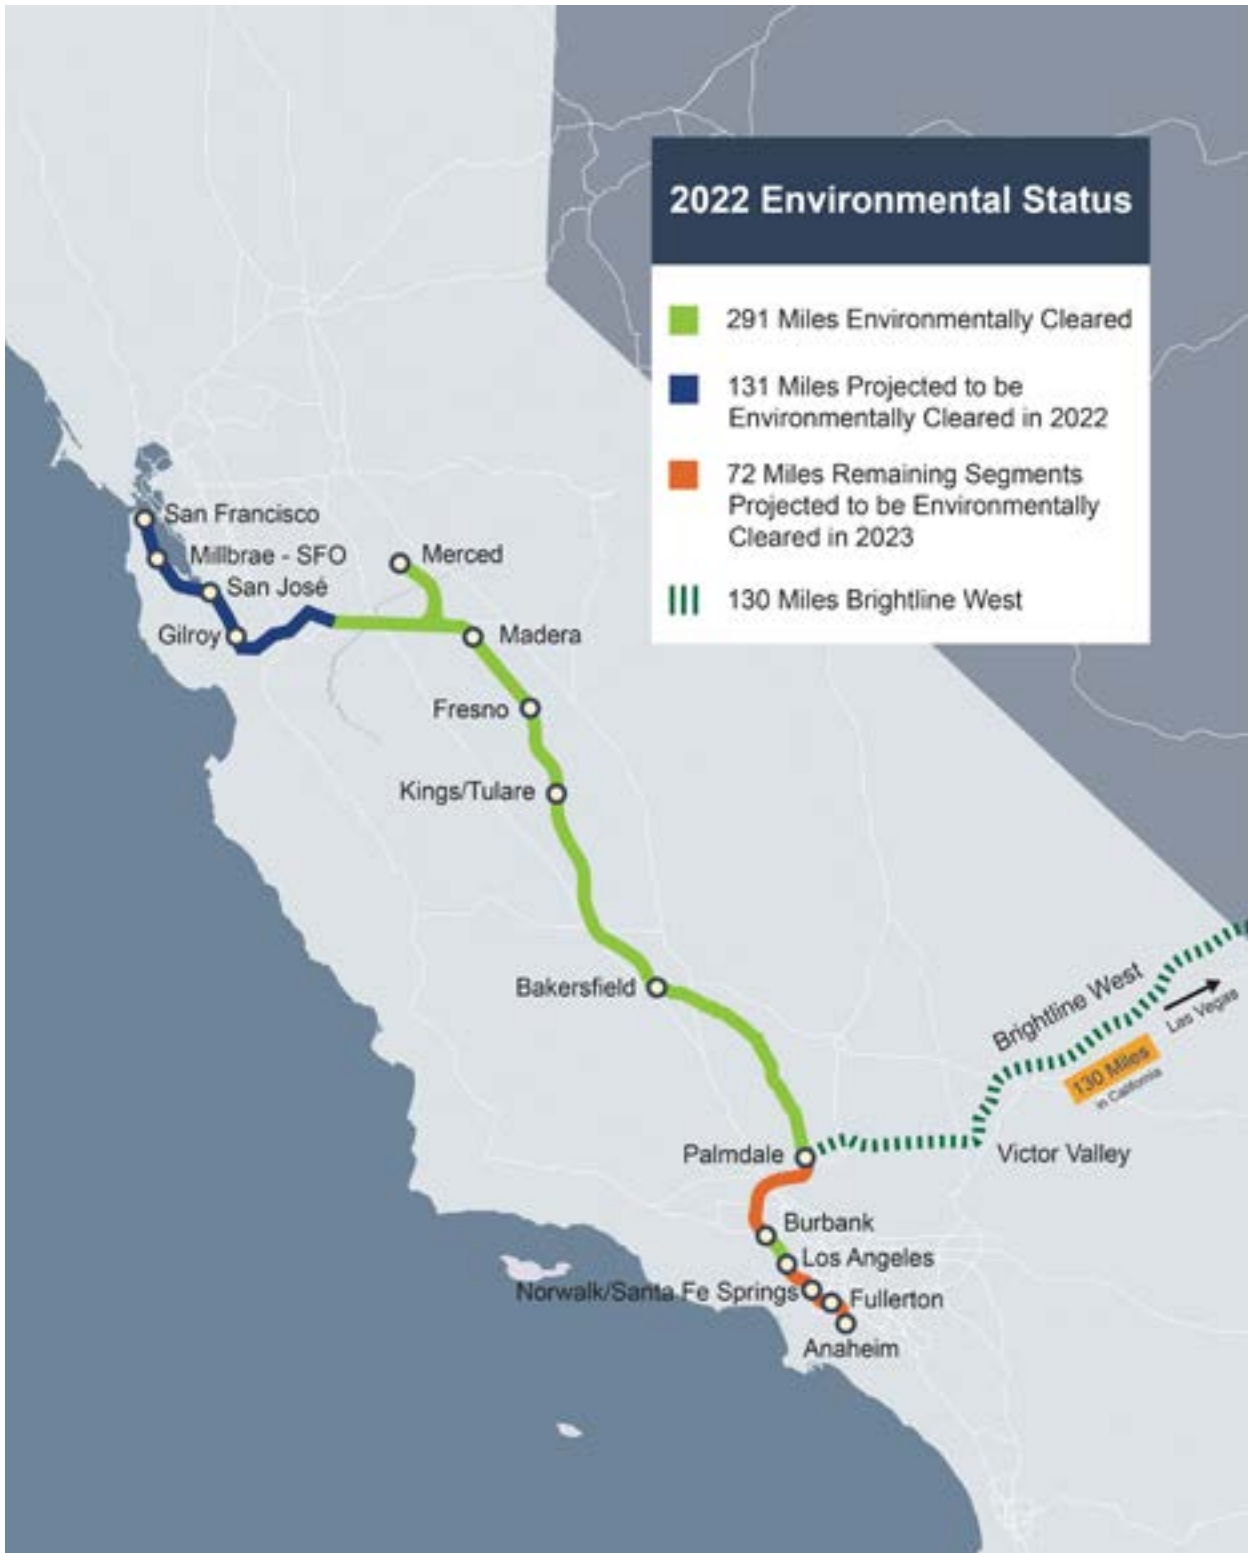 2022 Environmental Status
291 Miles Environmentally Cleared
131 Miles Projected to be
Environmentally Cleared in 2022
72 Miles Remaining Segments
Projected to be Environmentally
Cleared in 2023
130 Miles Brightline West
San Francisco
Millbrae - SFO
Merced
San José
Gilroy
Madera
Fresno
Kings/Tulare
Bakersfield
Brightline West
Las Vegas
130 Miles
in California
Palmdale
Victor Valley
Burbank
Los Angeles
Norwalk/Santa Fe Springs
Fullerton
Anaheim